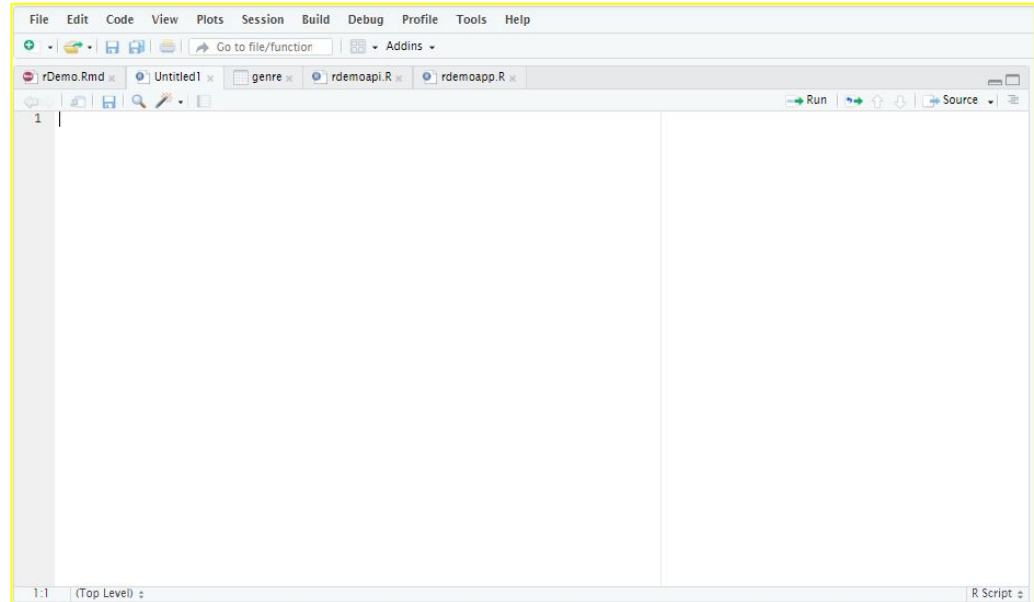 File Edit Code View Plots Session Build Debug Profile Tools Help
Go to file/function Addins
rDemo.Rmd Untitled1 genre rdemoapi.R rdemoapp.R
Run Source
1
1:1 (Top Level) R Script